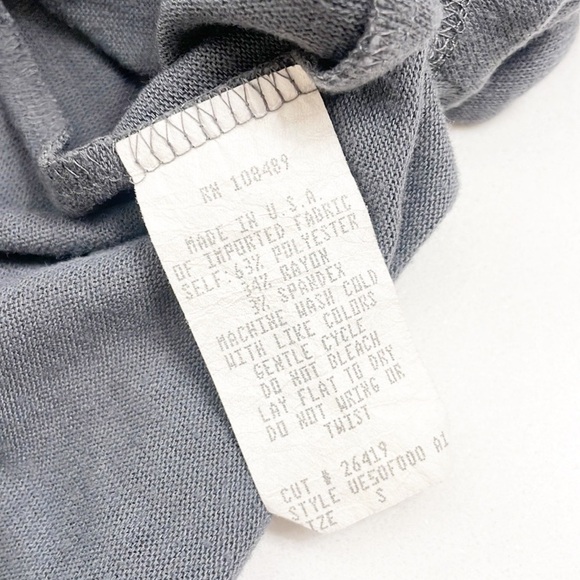 RN 108489
MADE IN U.S.A.
OF IMPORTED FABRIC
SELF: 63% POLYESTER
34% RAYON
3% SPANDEX
MACHINE WASH COLD
WITH LIKE COLORS
GENTLE CYCLE
DO NOT BLEACH
LAY FLAT TO DRY
DO NOT WRING OR
TWIST
CUT # 26419
STYLE UE50F000 A1
IZE S